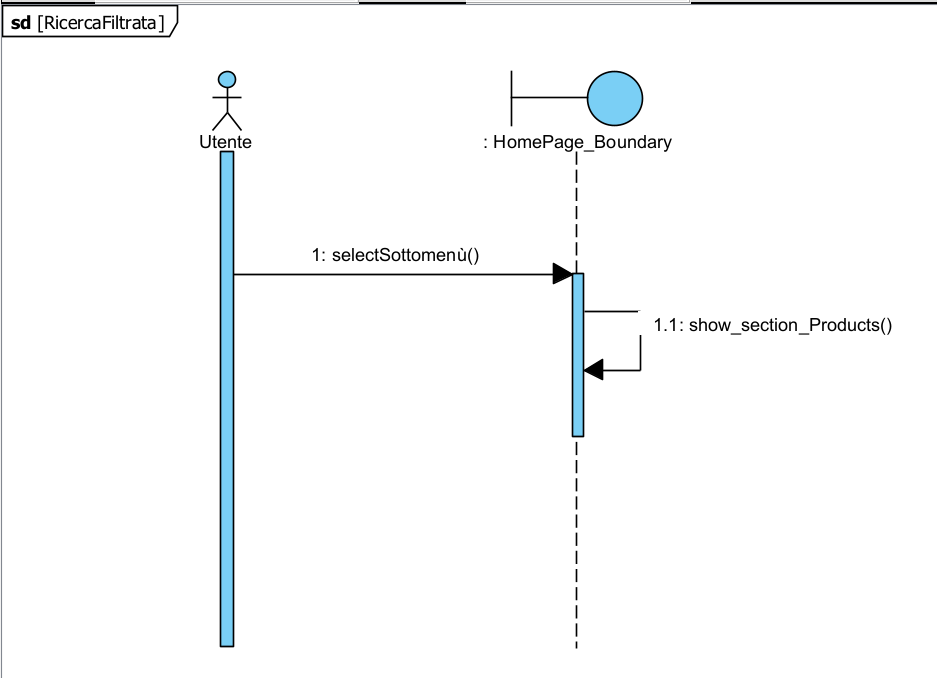 sd [RicercaFiltrata]
Utente
: HomePage_Boundary
1: selectSottomenù()
1.1: show_section_Products()